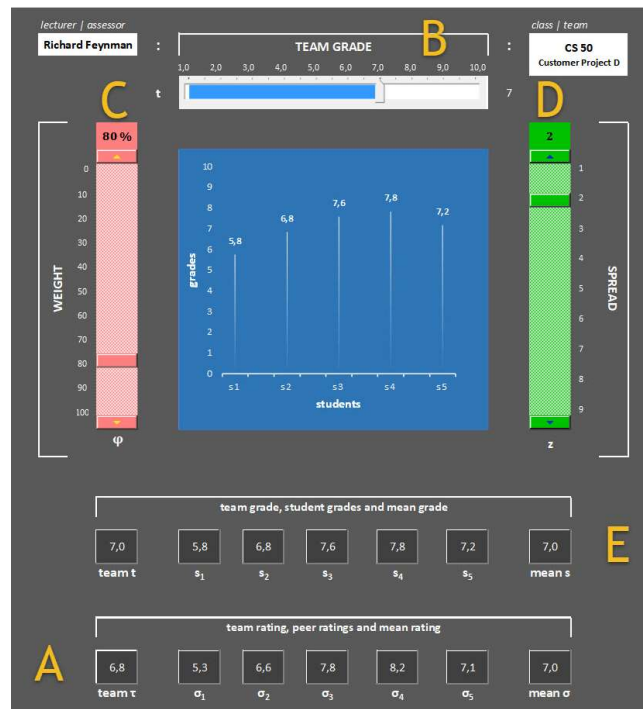 lecturer | assessor
class | team
Richard Feynman
:
TEAM GRADE
B
:
CS 50
Customer Project D
1,0 2,0 3,0 4,0 5,0 6,0 7,0 8,0 9,0 10,0
C
t
7
D
80 %
2
WEIGHT
0
10
20
30
40
50
60
70
80
90
100
φ
grades
10
9
8
7
6
5
4
3
2
1
0
5,8
6,8
7,6
7,8
7,2
s1 s2 s3 s4 s5
students
1
2
3
4
5
6
7
8
9
SPREAD
z
team grade, student grades and mean grade
E
7,0 5,8 6,8 7,6 7,8 7,2 7,0
team t s₁ s₂ s₃ s₄ s₅ mean s
team rating, peer ratings and mean rating
A
6,8 5,3 6,6 7,8 8,2 7,1 7,0
team τ σ₁ σ₂ σ₃ σ₄ σ₅ mean σ